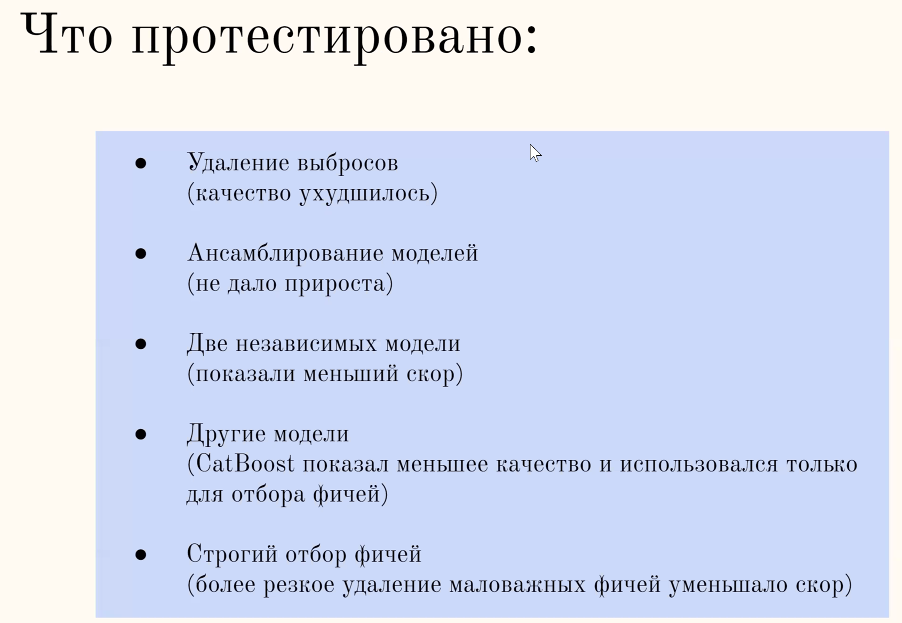 Что протестировано:
● Удаление выбросов
(качество ухудшилось)
● Ансамблирование моделей
(не дало прироста)
● Две независимых модели
(показали меньший скор)
● Другие модели
(CatBoost показал меньшее качество и использовался только
для отбора фичей)
● Строгий отбор фичей
(более резкое удаление маловажных фичей уменьшало скор)